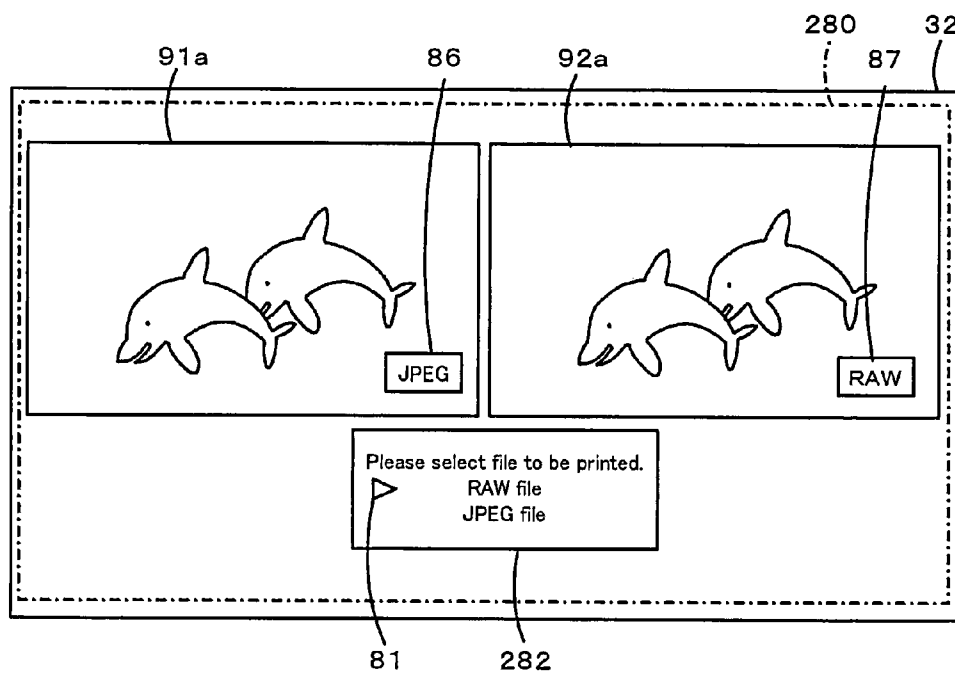 280 32
91a 86 92a 87
JPEG
RAW
Please select file to be printed.
RAW file
JPEG file
81 282